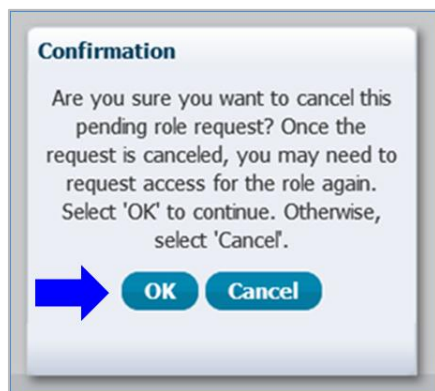 Confirmation
Are you sure you want to cancel this
pending role request? Once the
request is canceled, you may need to
request access for the role again.
Select 'OK' to continue. Otherwise,
select 'Cancel'.
OK Cancel